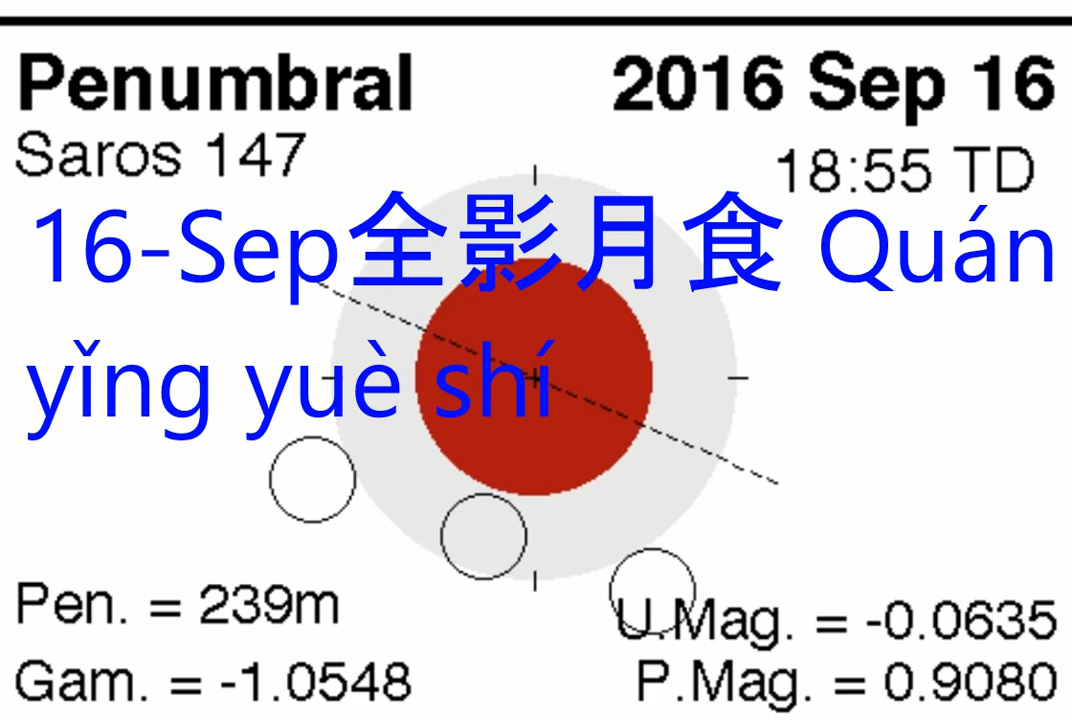 Penumbral 2016 Sep 16
Saros 147 18:55 TD
16-Sep全影月食 Quán
yǐng yuè shí
Pen. = 239m U.Mag. = -0.0635
Gam. = -1.0548 P.Mag. = 0.9080